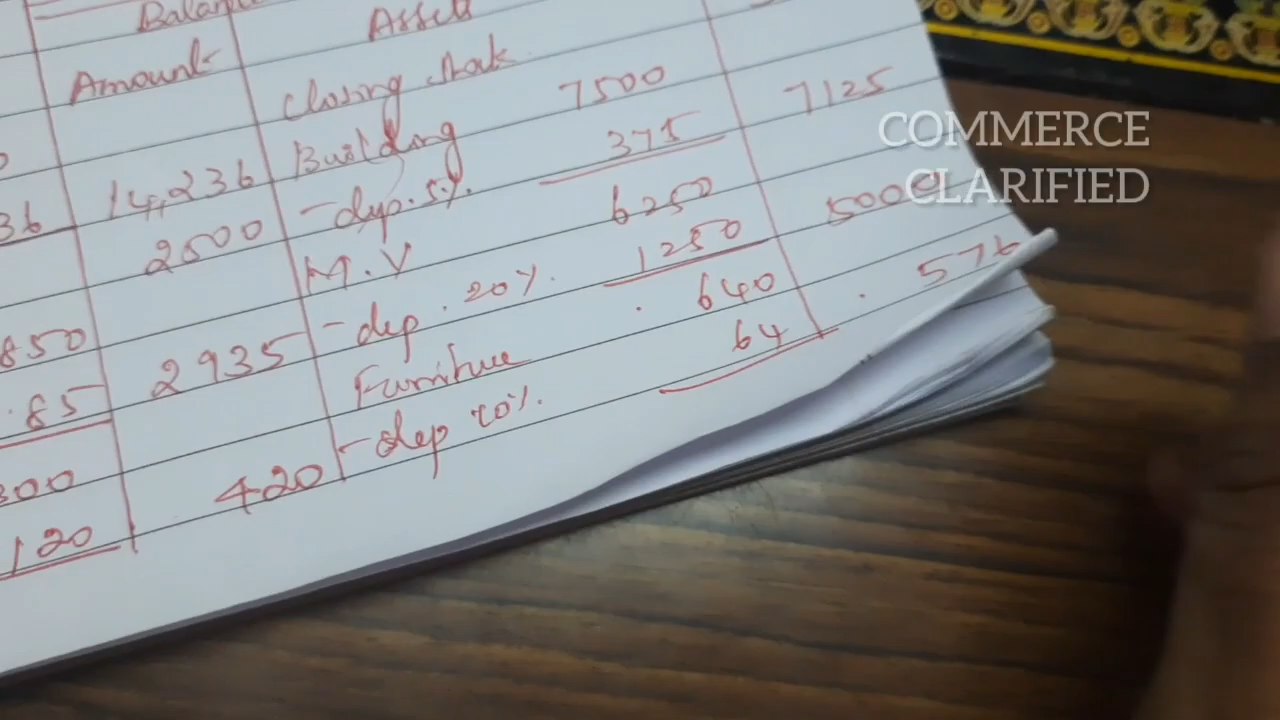 Balance
Assets
Amount
Closing stock
14,236 Building 7500
36 -dep. 5%. 375 7125
2500 M.V 6250
-dep. 20%. 1250 5000
850 Furniture 640
.85 2935 -dep 10%. 64 576
300
120 420
COMMERCE
CLARIFIED